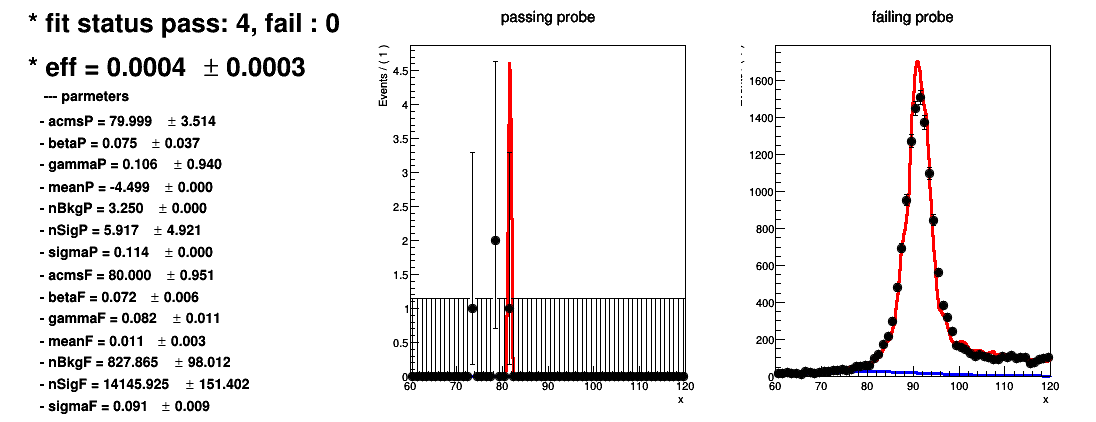 * fit status pass: 4, fail : 0
* eff = 0.0004 ± 0.0003
--- parmeters
- acmsP = 79.999 ± 3.514
- betaP = 0.075 ± 0.037
- gammaP = 0.106 ± 0.940
- meanP = -4.499 ± 0.000
- nBkgP = 3.250 ± 0.000
- nSigP = 5.917 ± 4.921
- sigmaP = 0.114 ± 0.000
- acmsF = 80.000 ± 0.951
- betaF = 0.072 ± 0.006
- gammaF = 0.082 ± 0.011
- meanF = 0.011 ± 0.003
- nBkgF = 827.865 ± 98.012
- nSigF = 14145.925 ± 151.402
- sigmaF = 0.091 ± 0.009
passing probe
Events / ( 1 )
4.5
4
3.5
3
2.5
2
1.5
1
0.5
0
60 70 80 90 100 110 120
x
failing probe
1600
1400
1200
1000
800
600
400
200
0
60 70 80 90 100 110 120
x